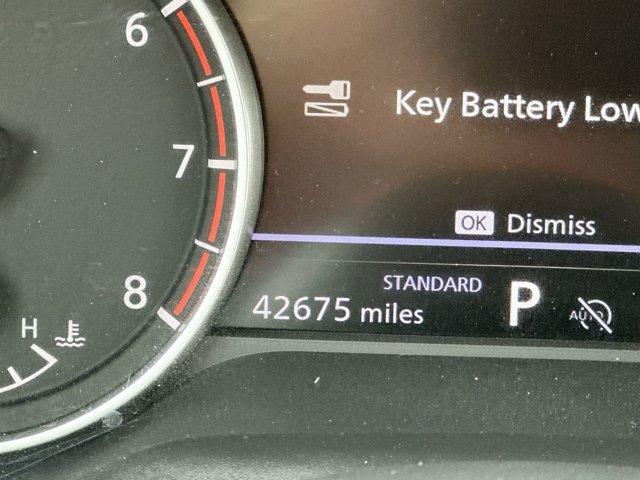 6
Key Battery Low
7
OK Dismiss
STANDARD
8
42675 miles
P
AUTO
H